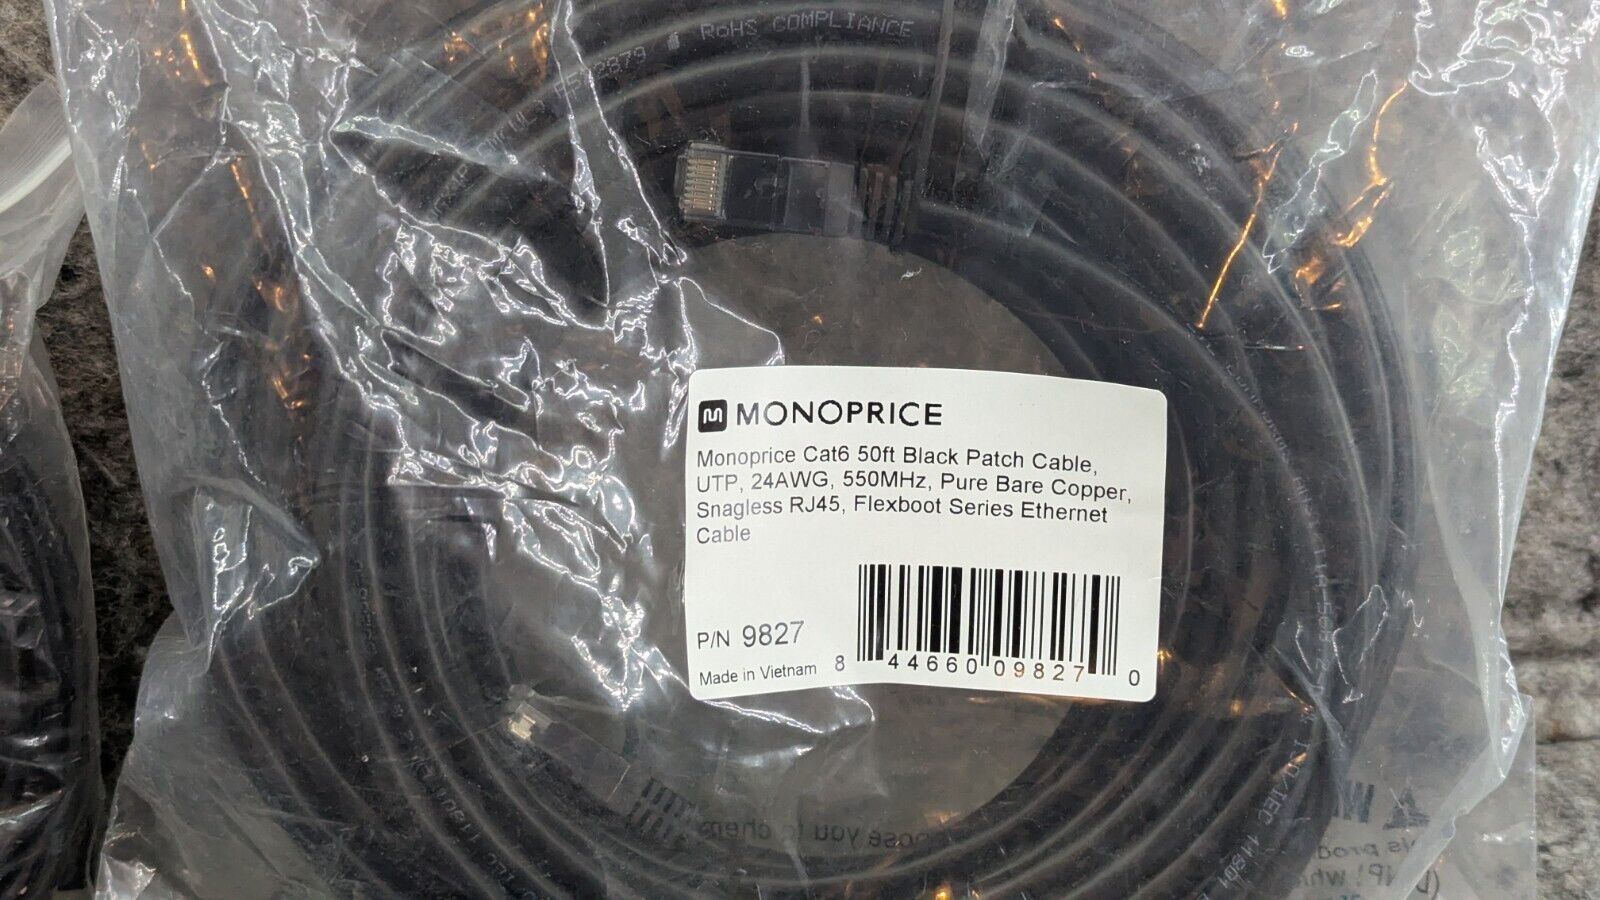 RoHS COMPLIANCE
MONOPRICE
Monoprice Cat6 50ft Black Patch Cable,
UTP, 24AWG, 550MHz, Pure Bare Copper,
Snagless RJ45, Flexboot Series Ethernet
Cable
P/N 9827
Made in Vietnam
8 44660 09827 0